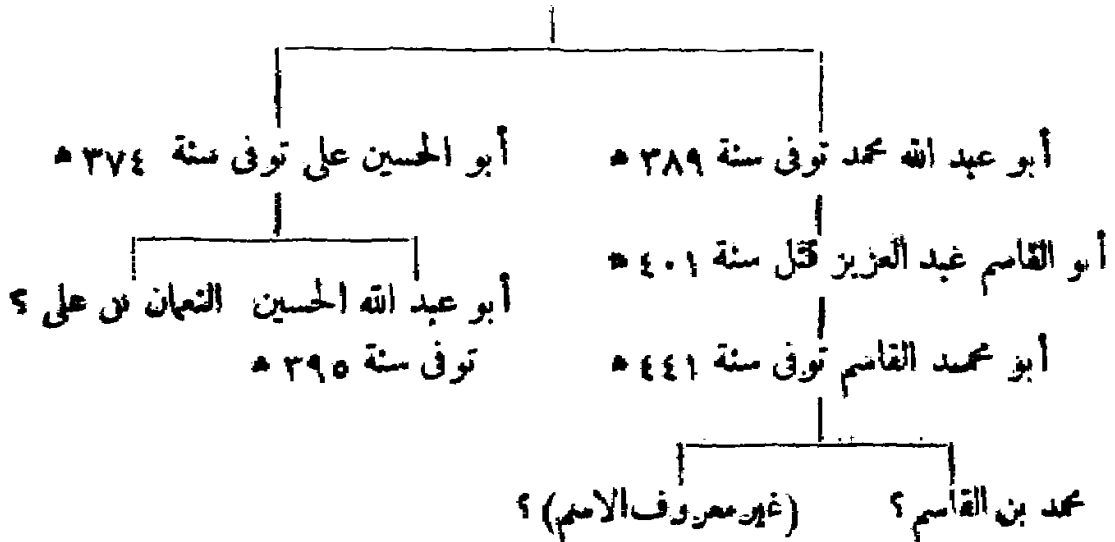 أبو عبد الله محمد توفى سنة ٣٨٩ هـ أبو الحسين على توفى سنة ٣٧٤ هـ
أبو القاسم عبد العزيز قتل سنة ٤٠١ هـ
أبو عبد الله الحسين النعمان بن على ؟
توفى سنة ٣٩٥ هـ
أبو محمد القاسم توفى سنة ٤٤١ هـ
محمد بن القاسم ؟ (غير معروف الاسم) ؟